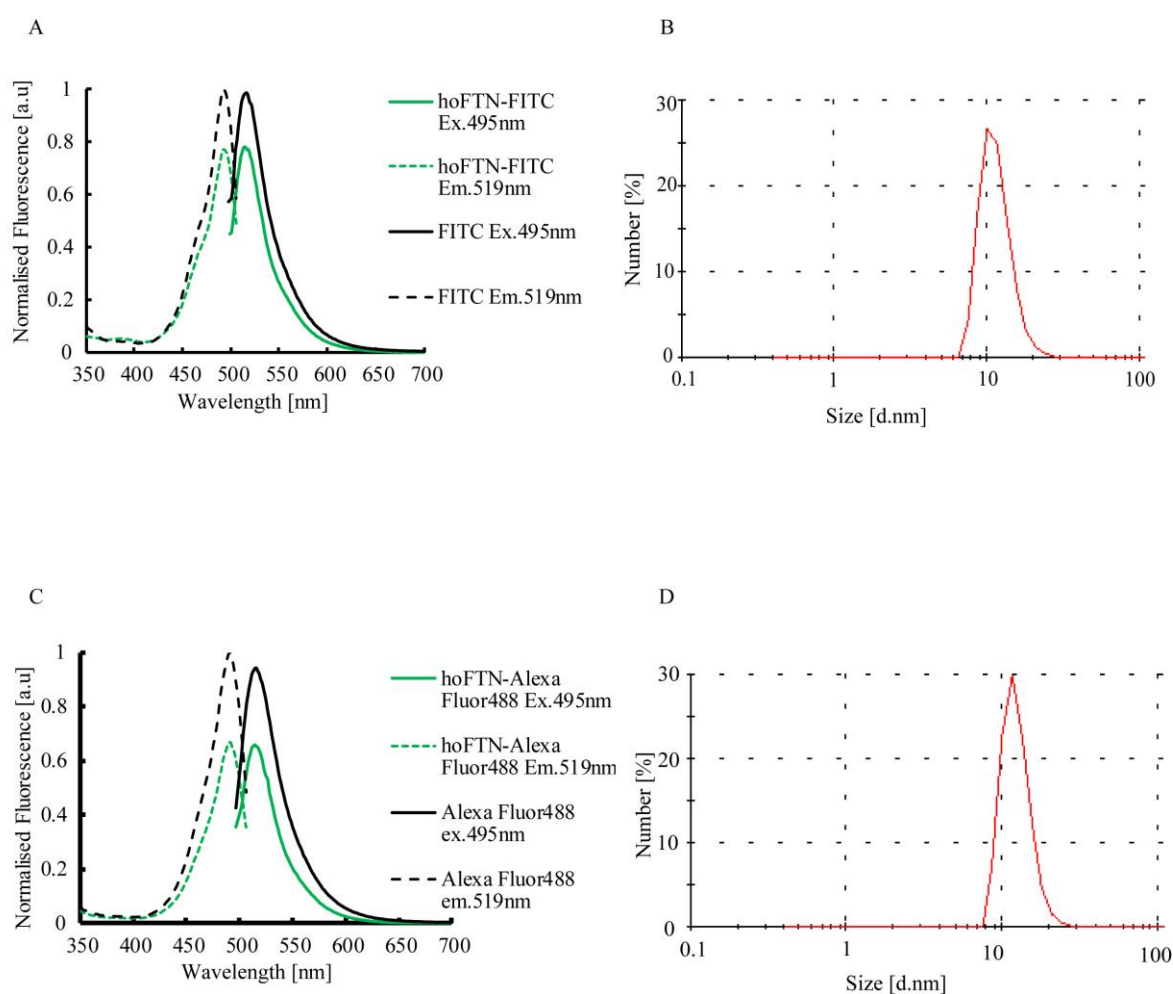 A
Normalised Fluorescence [a.u]
1
0.8
0.6
0.4
0.2
0
350 400 450 500 550 600 650 700
Wavelength [nm]
hoFTN-FITC
Ex.495nm
hoFTN-FITC
Em.519nm
FITC Ex.495nm
FITC Em.519nm
B
Number [%]
30
20
10
0
0.1 1 10 100
Size [d.nm]
C
Normalised Fluorescence [a.u]
1
0.8
0.6
0.4
0.2
0
350 400 450 500 550 600 650 700
Wavelength [nm]
hoFTN-Alexa
Fluor488 Ex.495nm
hoFTN-Alexa
Fluor488 Em.519nm
Alexa Fluor488
ex.495nm
Alexa Fluor488
em.519nm
D
Number [%]
30
20
10
0
0.1 1 10 100
Size [d.nm]